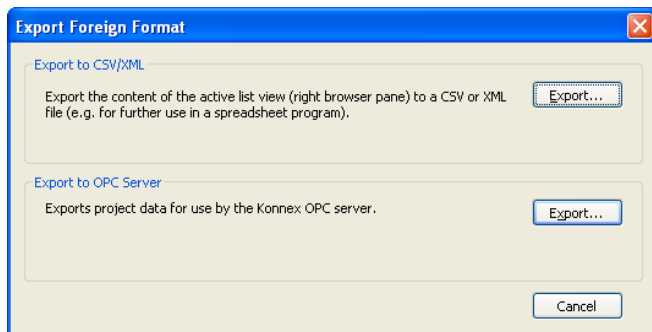 Export Foreign Format
Export to CSV/XML
Export the content of the active list view (right browser pane) to a CSV or XML
file (e.g. for further use in a spreadsheet program).
Export...
Export to OPC Server
Exports project data for use by the Konnex OPC server.
Export...
Cancel